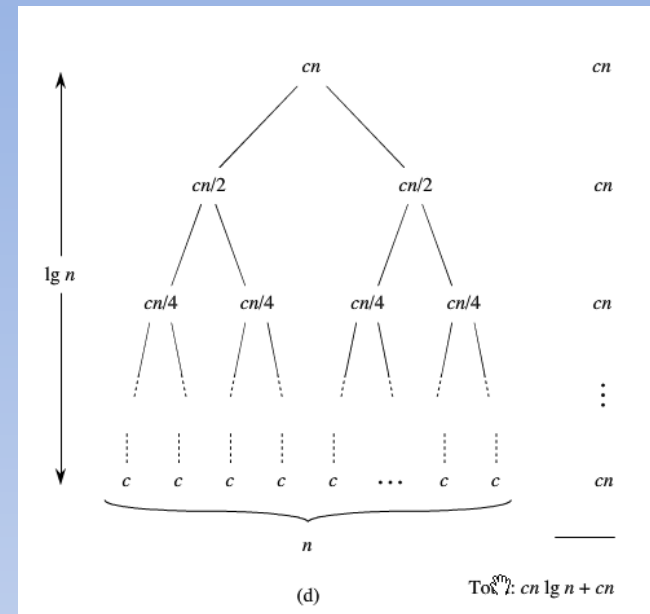 cn cn
cn/2 cn/2 cn
lg n
cn/4 cn/4 cn/4 cn/4 cn
⋮
c c c c c ... c c cn
n
cn lg n + cn
(d)